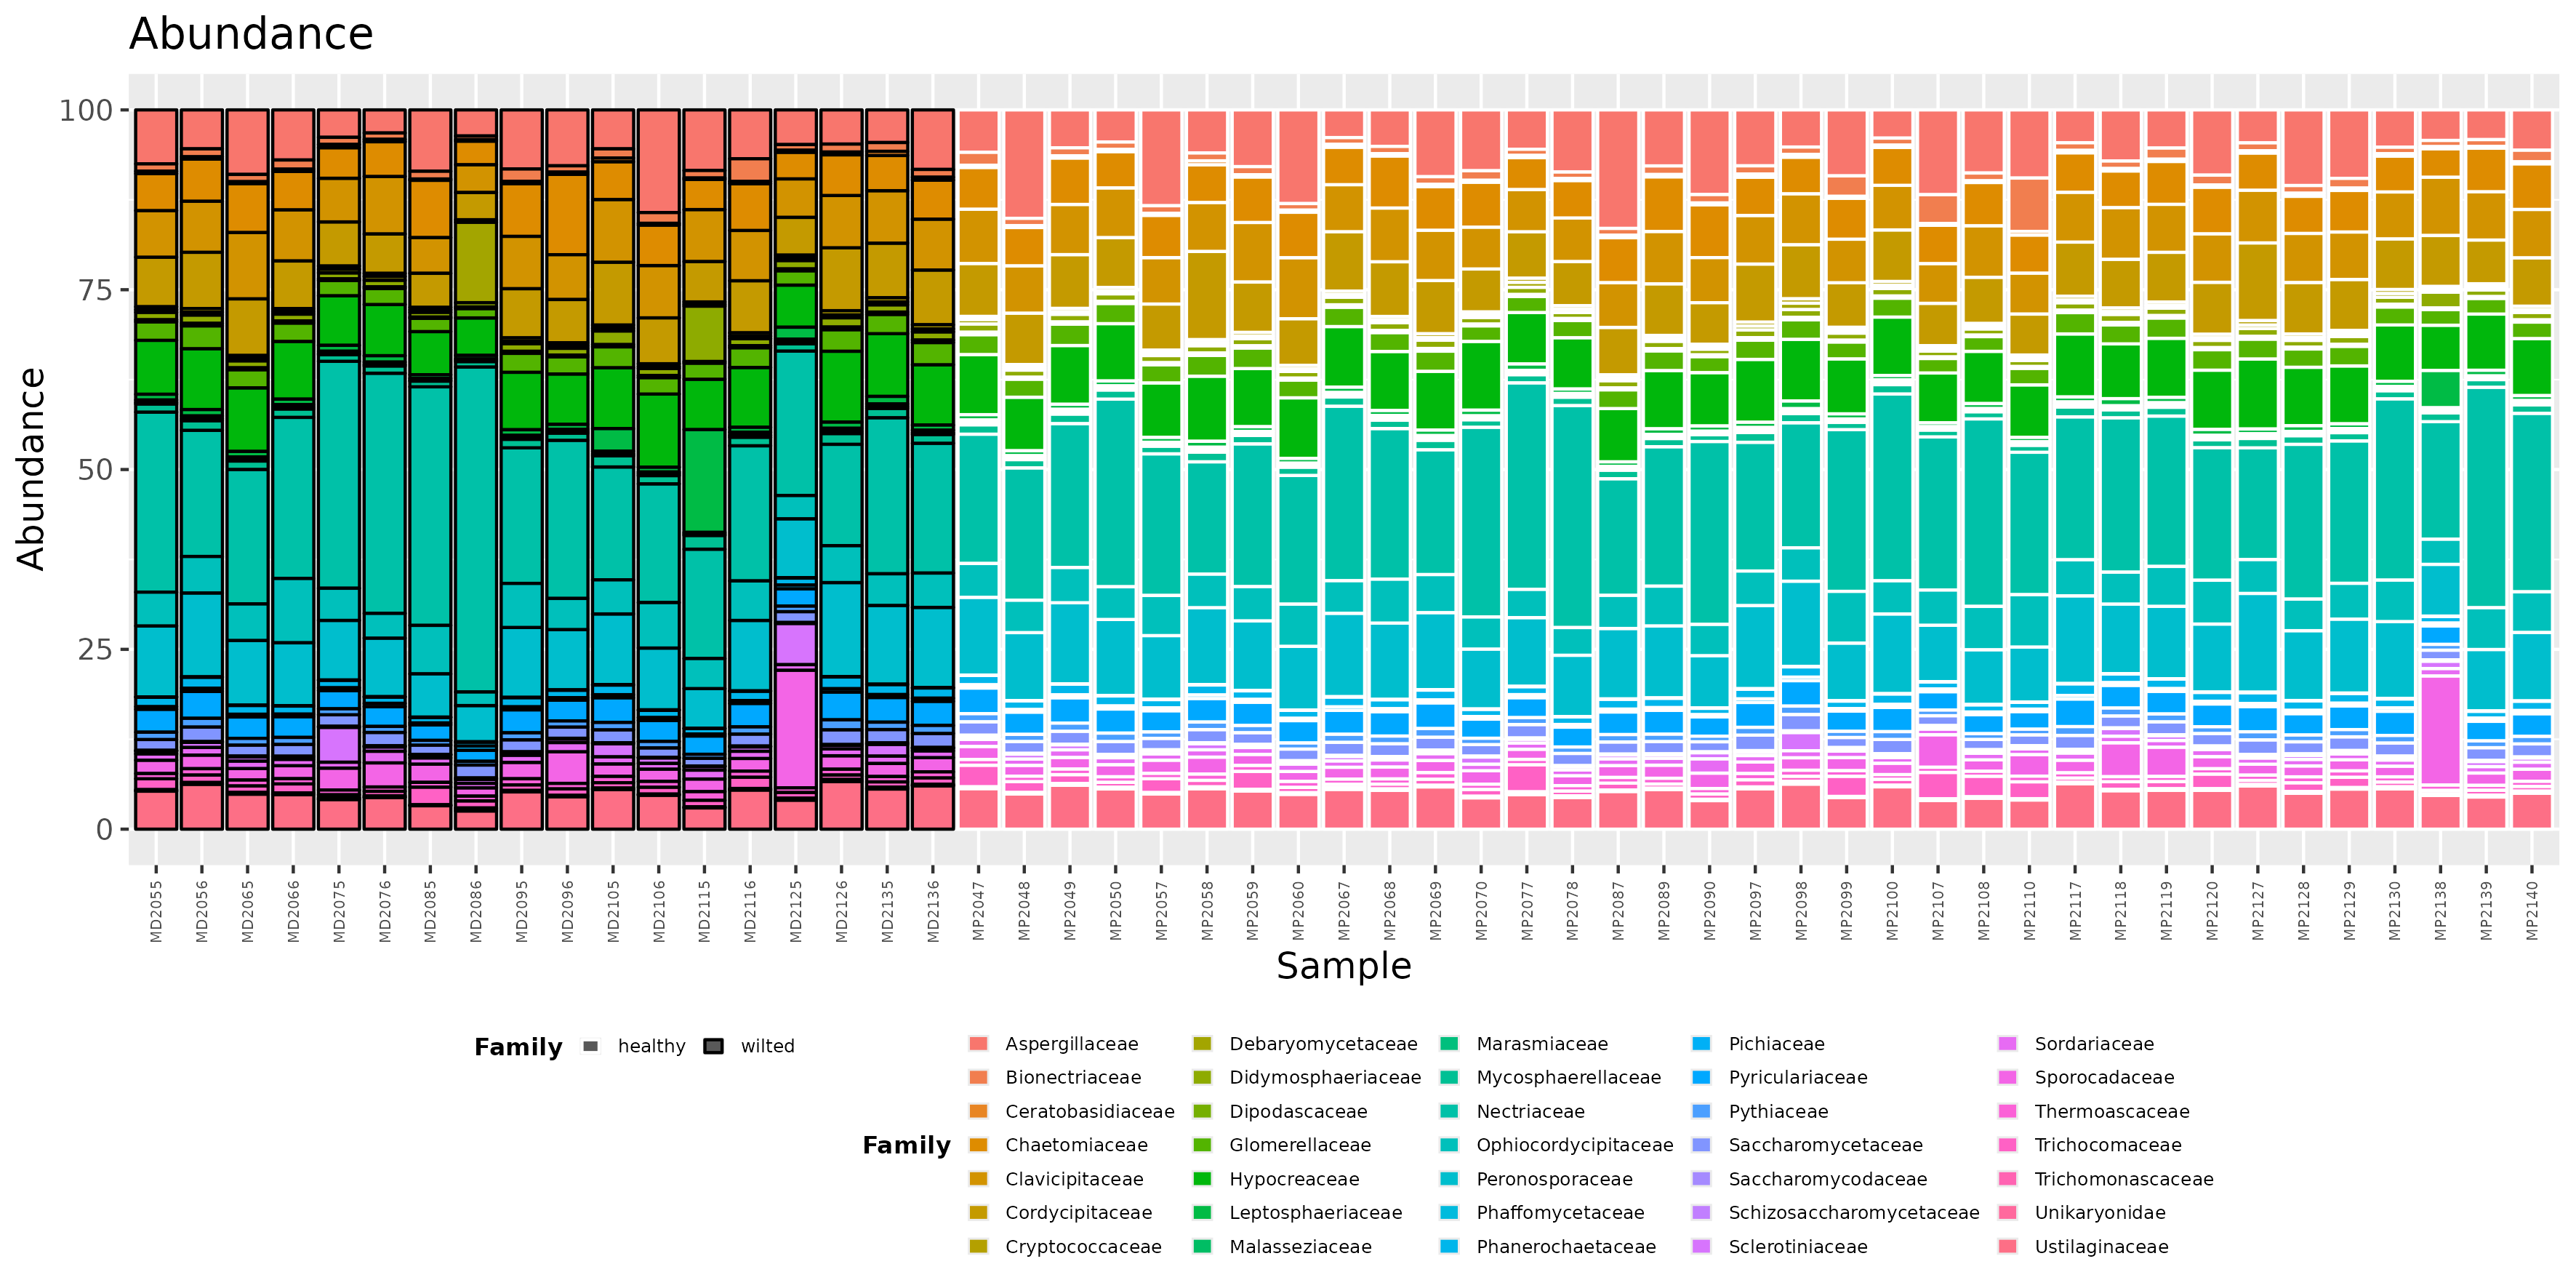 Abundance
100
75
50
25
0
Abundance
MD2055 MD2056 MD2065 MD2066 MD2075 MD2076 MD2085 MD2086 MD2095 MD2096 MD2105 MD2106 MD2115 MD2116 MD2125 MD2126 MD2135 MD2136 MP2047 MP2048 MP2049 MP2050 MP2057 MP2058 MP2059 MP2060 MP2067 MP2068 MP2069 MP2070 MP2077 MP2078 MP2087 MP2089 MP2090 MP2097 MP2098 MP2099 MP2100 MP2107 MP2108 MP2110 MP2117 MP2118 MP2119 MP2120 MP2127 MP2128 MP2129 MP2130 MP2138 MP2139 MP2140
Sample
Family healthy wilted
Family
Aspergillaceae
Bionectriaceae
Ceratobasidiaceae
Chaetomiaceae
Clavicipitaceae
Cordycipitaceae
Cryptococcaceae
Debaryomycetaceae
Didymosphaeriaceae
Dipodascaceae
Glomerellaceae
Hypocreaceae
Leptosphaeriaceae
Malasseziaceae
Marasmiaceae
Mycosphaerellaceae
Nectriaceae
Ophiocordycipitaceae
Peronosporaceae
Phaffomycetaceae
Phanerochaetaceae
Pichiaceae
Pyriculariaceae
Pythiaceae
Saccharomycetaceae
Saccharomycodaceae
Schizosaccharomycetaceae
Sclerotiniaceae
Sordariaceae
Sporocadaceae
Thermoascaceae
Trichocomaceae
Trichomonascaceae
Unikaryonidae
Ustilaginaceae